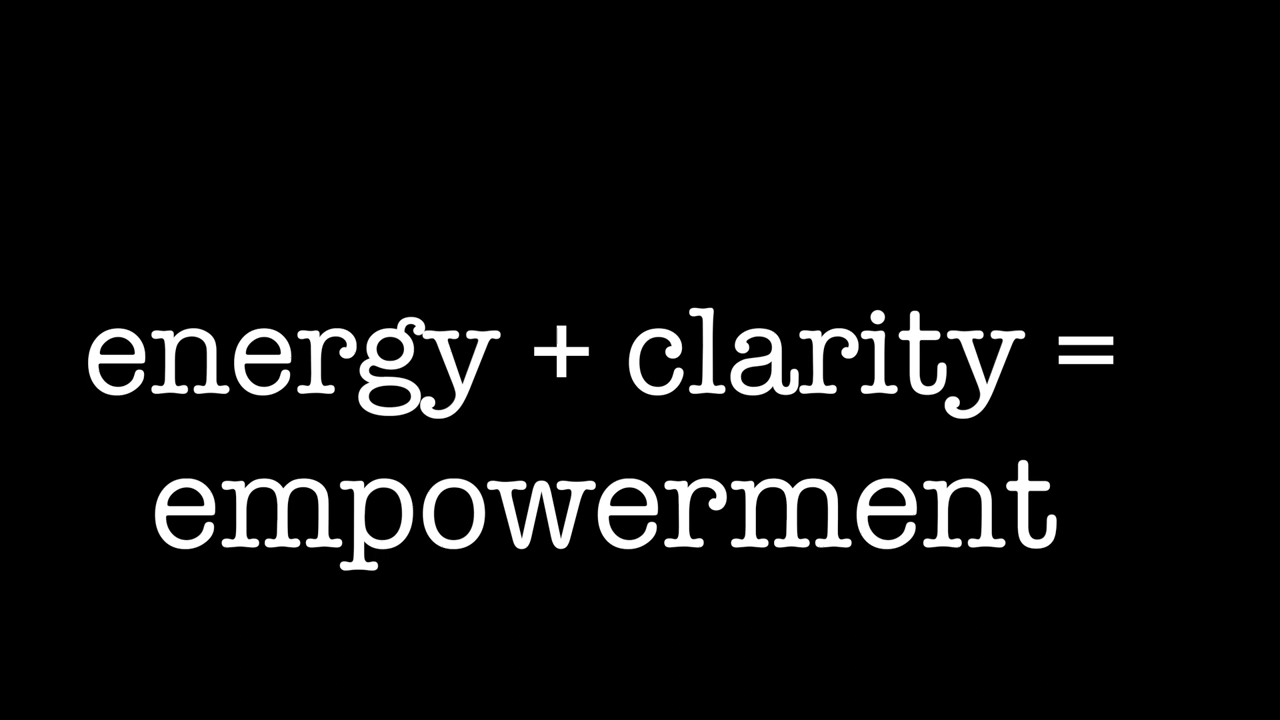 energy + clarity =
empowerment